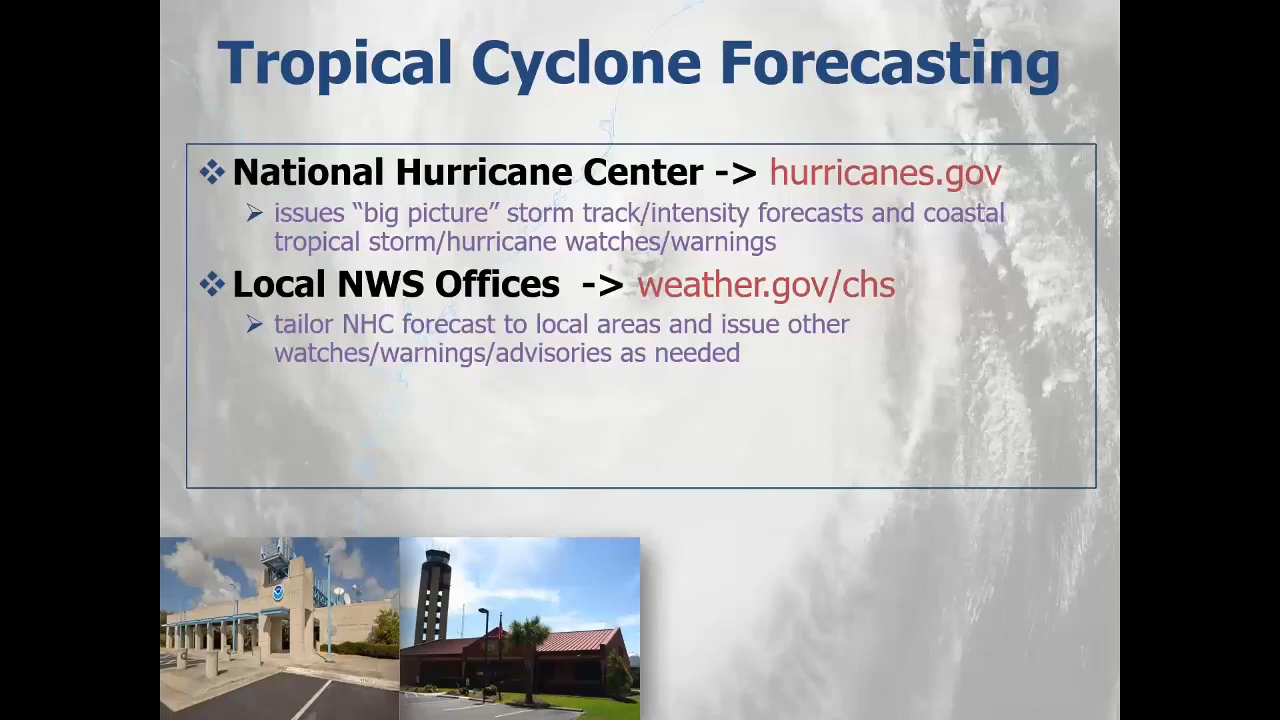 Tropical Cyclone Forecasting
❖ National Hurricane Center -> hurricanes.gov
➢ issues “big picture” storm track/intensity forecasts and coastal
tropical storm/hurricane watches/warnings
❖ Local NWS Offices -> weather.gov/chs
➢ tailor NHC forecast to local areas and issue other
watches/warnings/advisories as needed